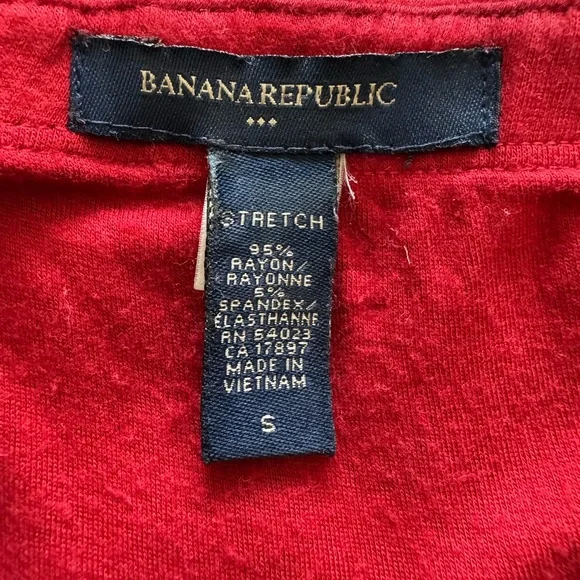 BANANA REPUBLIC
STRETCH
95%
RAYON/
RAYONNE
5%
SPANDEX/
ÉLASTHANNE
RN 54023
CA 17897
MADE IN
VIETNAM
S